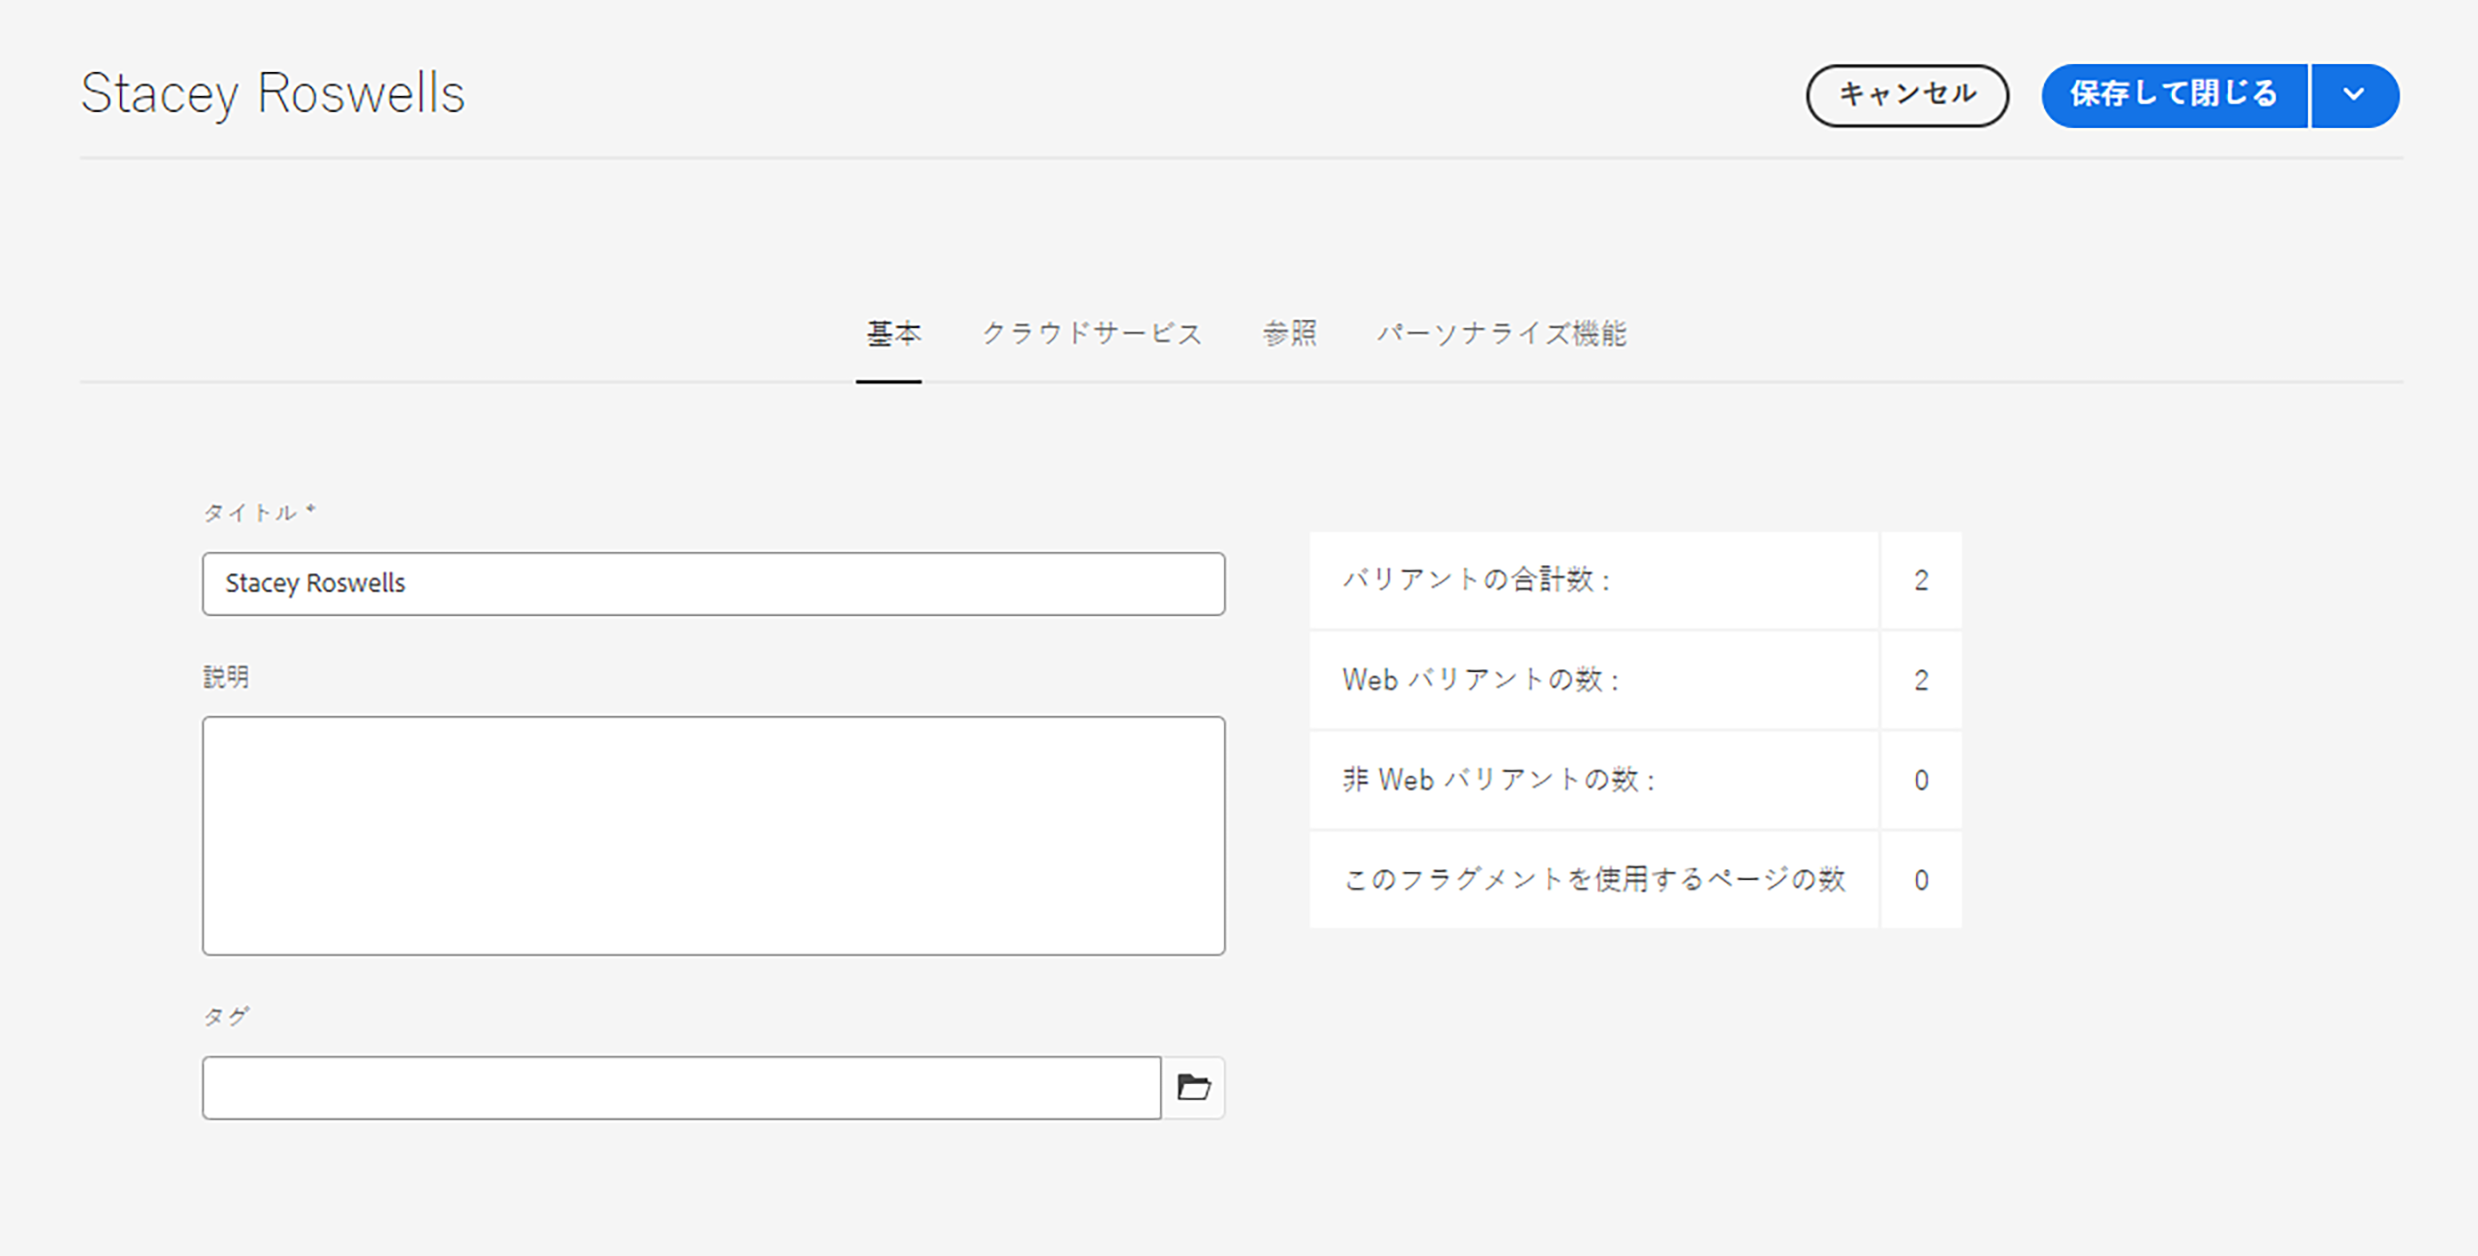 Stacey Roswells
キャンセル
保存して閉じる
基本 クラウドサービス 参照 パーソナライズ機能
タイトル *
Stacey Roswells
説明
タグ
バリアントの合計数 : 2
Web バリアントの数 : 2
非 Web バリアントの数 : 0
このフラグメントを使用するページの数 0